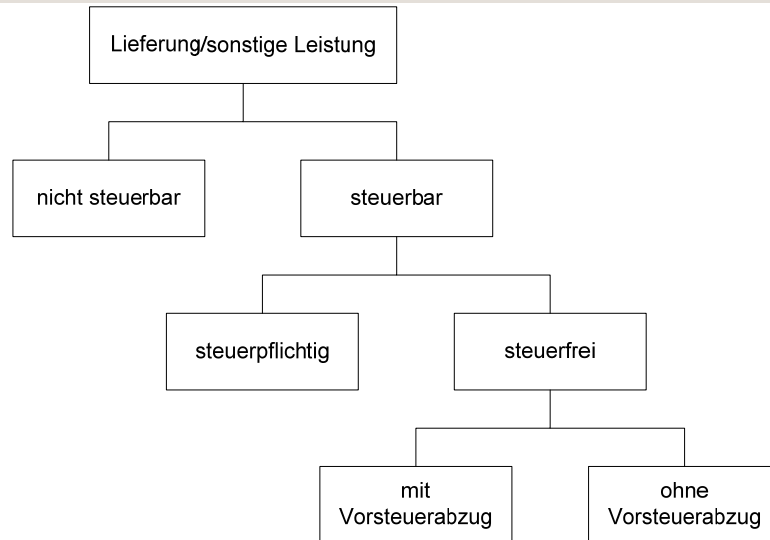 Lieferung/sonstige Leistung
nicht steuerbar
steuerbar
steuerpflichtig
steuerfrei
mit
Vorsteuerabzug
ohne
Vorsteuerabzug